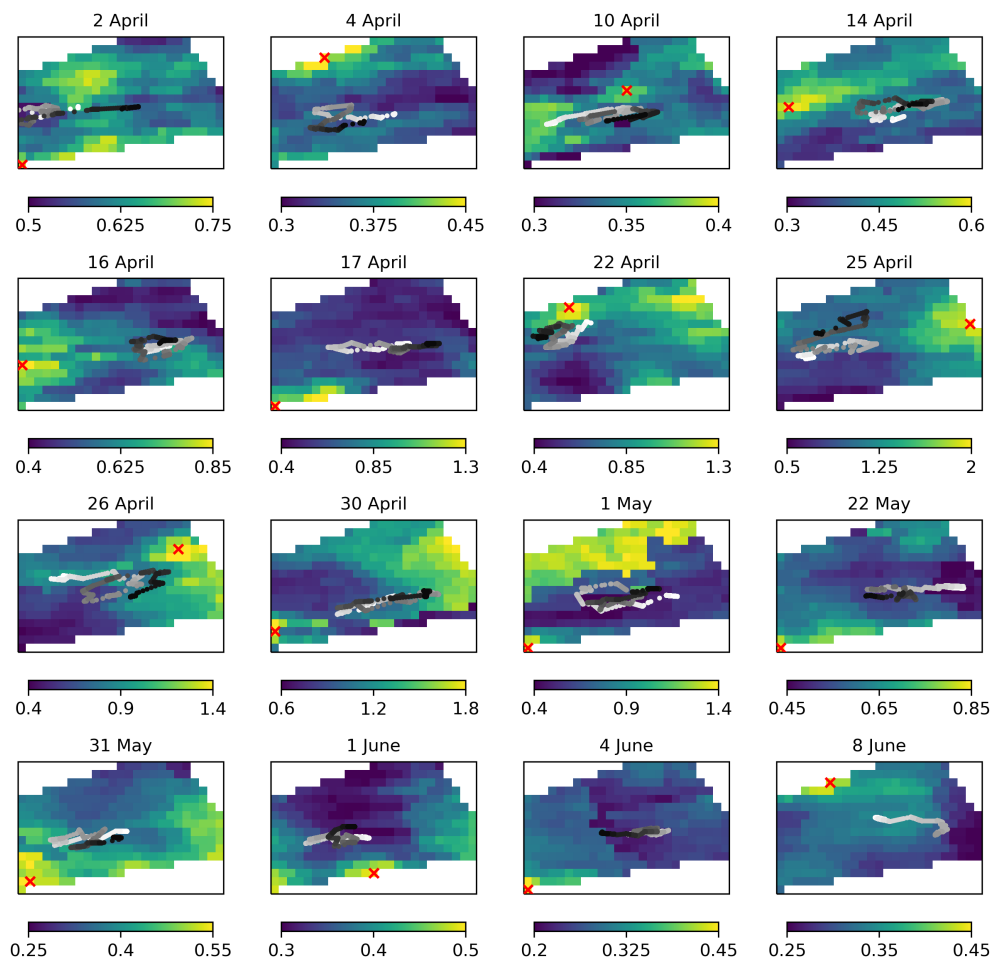 2 April 4 April 10 April 14 April
0.5 0.625 0.75 0.3 0.375 0.45 0.3 0.35 0.4 0.3 0.45 0.6
16 April 17 April 22 April 25 April
0.4 0.625 0.85 0.4 0.85 1.3 0.4 0.85 1.3 0.5 1.25 2
26 April 30 April 1 May 22 May
0.4 0.9 1.4 0.6 1.2 1.8 0.4 0.9 1.4 0.45 0.65 0.85
31 May 1 June 4 June 8 June
0.25 0.4 0.55 0.3 0.4 0.5 0.2 0.325 0.45 0.25 0.35 0.45